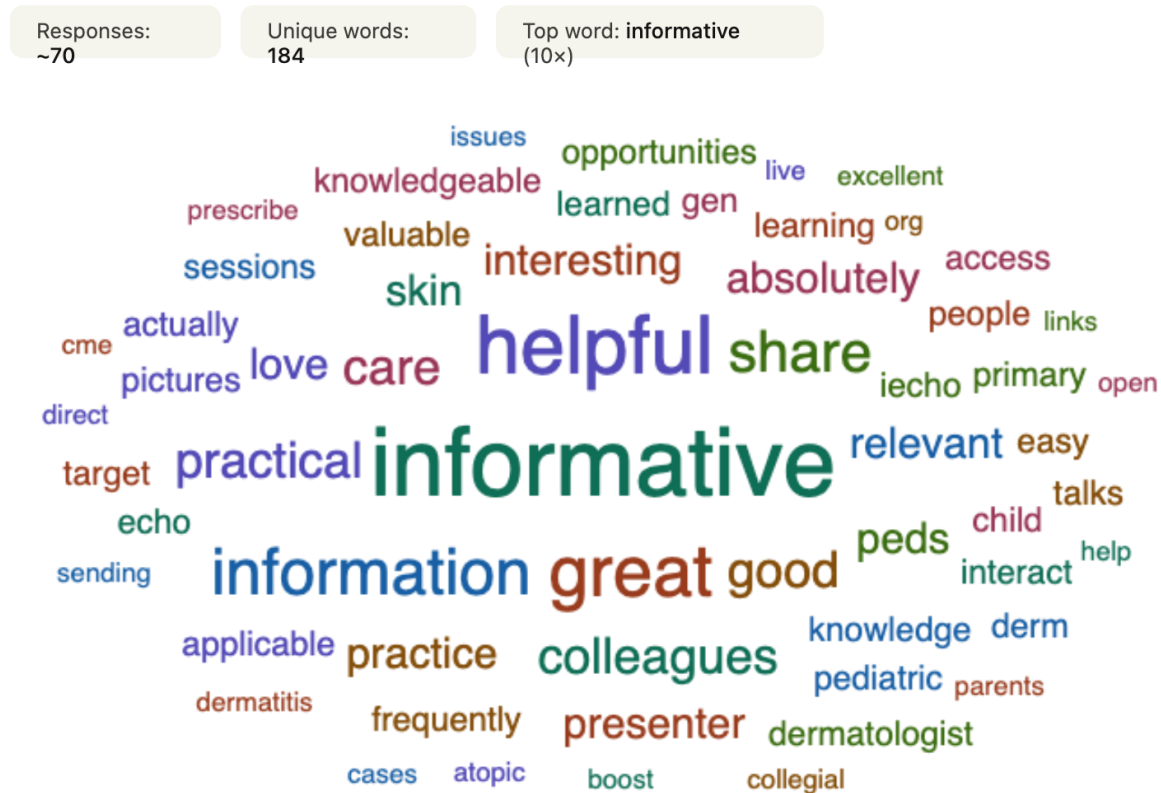 Responses: ~70
Unique words: 184
Top word: informative (10×)
issues
opportunities
live
excellent
knowledgeable
learned
gen
prescribe
valuable
learning
org
sessions
interesting
absolutely
access
skin
actually
helpful
share
people
links
cme
pictures
love
care
iecho
primary
open
direct
target
practical
informative
relevant
easy
talks
echo
peds
child
help
sending
information
great
good
interact
applicable
practice
colleagues
knowledge
derm
pediatric
parents
dermatitis
frequently
presenter
dermatologist
cases
atopic
boost
collegial